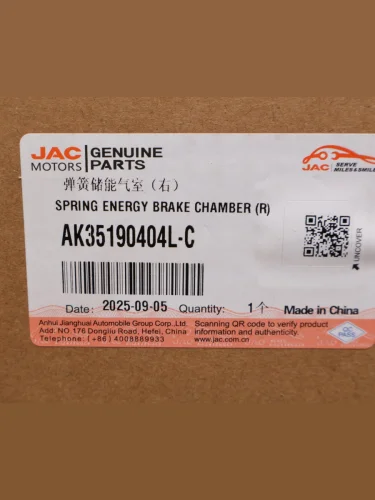 JAC MOTORS GENUINE PARTS
JAC SERVE MILES & SMILES
弹簧储能气室（右）
SPRING ENERGY BRAKE CHAMBER (R)
AK35190404L-C
UNCOVER
Date: 2025-09-05 Quantity: 1个 Made in China
Anhui Jianghuai Automobile Group Corp., Ltd.
Add. NO.176 Dongliu Road, Hefei, China
Telephone: (+86) 4008889933
Scanning QR code to verify product
information and authenticity.
www.jac.com.cn
QC
PASS